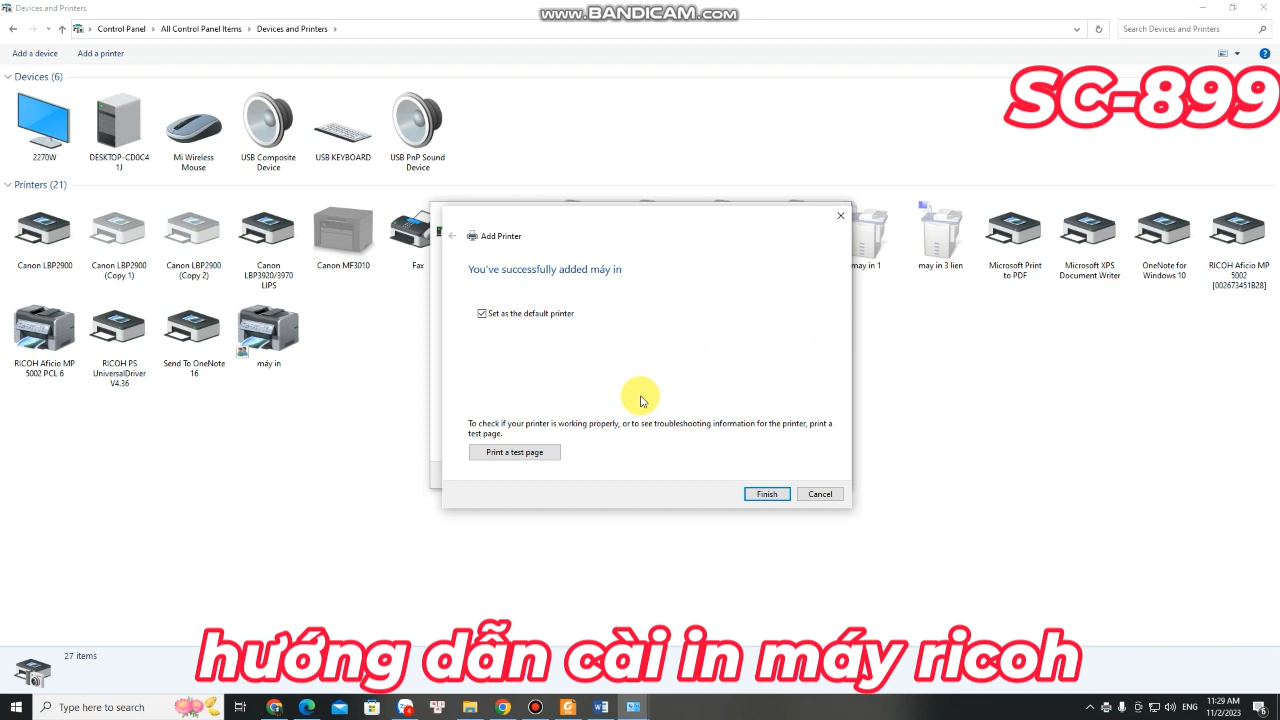 Devices and Printers
www.BANDICAM.com
Control Panel
All Control Panel Items
Devices and Printers
Search Devices and Printers
Add a device
Add a printer
SC-899
Devices (6)
2270W
DESKTOP-CD0C4
1J
Mi Wireless
Mouse
USB Composite
Device
USB KEYBOARD
USB PnP Sound
Device
Printers (21)
Canon LBP2900
Canon LBP2900
(Copy 1)
Canon LBP2900
(Copy 2)
Canon
LBP3920/3970
LIPS
Canon MF3010
Fax
may in 1
may in 3 lien
Microsoft Print
to PDF
Microsoft XPS
Document Writer
OneNote for
Windows 10
RICOH Aficio MP
5002
[002673451B28]
RICOH Aficio MP
5002 PCL 6
RICOH PS
UniversalDriver
V4.36
Send To OneNote
16
máy in
Add Printer
You've successfully added máy in
Set as the default printer
To check if your printer is working properly, or to see troubleshooting information for the printer, print a
test page.
Print a test page
Finish
Cancel
hướng dẫn cài in máy ricoh
27 items
Type here to search
ENG
11:29 AM
11/2/2023